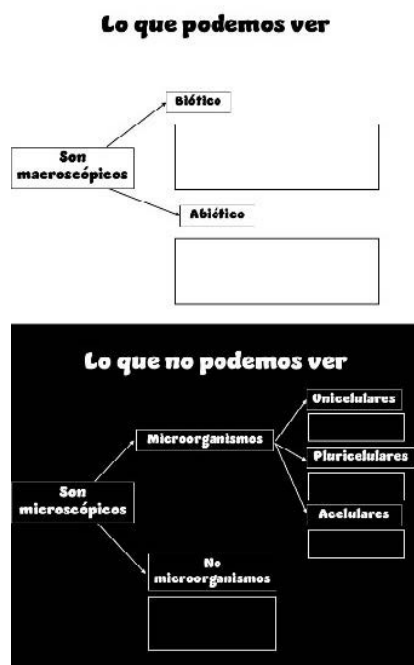 Lo que podemos ver
Biótico
Son
macroscópicos
Abiótico
Lo que no podemos ver
Unicelulares
Microorganismos
Pluricelulares
Son
microscópicos
Acelulares
No
microorganismos